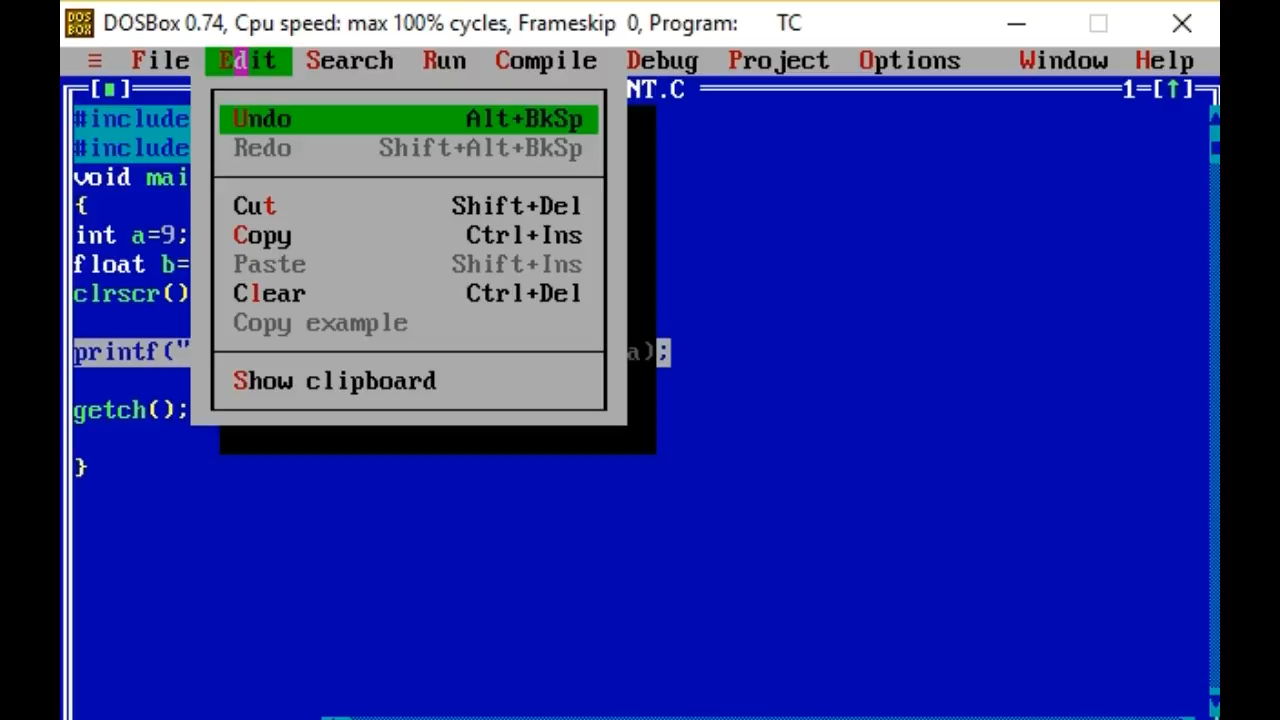 DOSBox 0.74, Cpu speed: max 100% cycles, Frameskip 0, Program: TC
≡ File Edit Search Run Compile Debug Project Options Window Help
NT.C 1=[↑]
#include
#include
void mai
{
int a=9;
float b=
clrscr()
printf(" a);
getch();
}
Undo Alt+BkSp
Redo Shift+Alt+BkSp
Cut Shift+Del
Copy Ctrl+Ins
Paste Shift+Ins
Clear Ctrl+Del
Copy example
Show clipboard